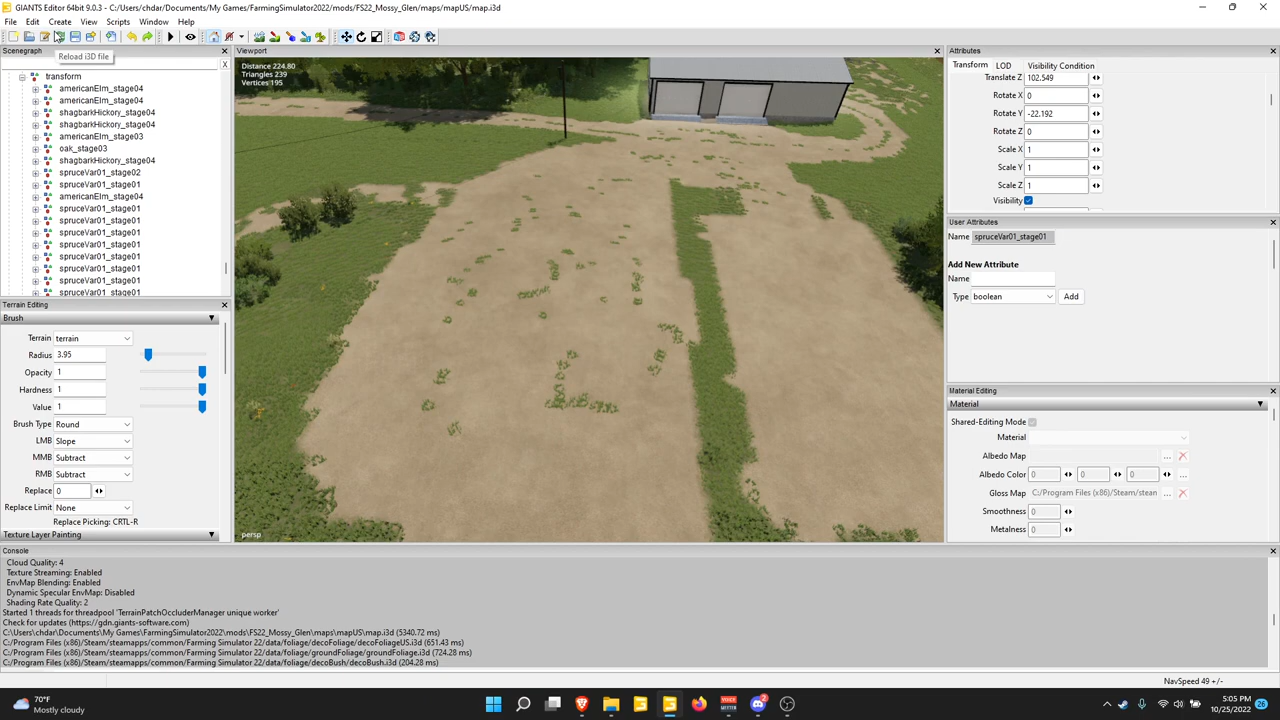 GIANTS Editor 64bit v 9.0.3 - C:/Users/chdar/Documents/My Games/FarmingSimulator2022/mods/FS22_Mossy_Glen/maps/mapUS/map.i3d
File Edit Create View Scripts Window Help
Scenegraph
Reload i3D file
transform
americanElm_stage04
americanElm_stage04
shagbarkHickory_stage04
shagbarkHickory_stage04
americanElm_stage03
oak_stage03
shagbarkHickory_stage04
spruceVar01_stage02
spruceVar01_stage01
americanElm_stage04
spruceVar01_stage01
spruceVar01_stage01
spruceVar01_stage01
spruceVar01_stage01
spruceVar01_stage01
spruceVar01_stage01
spruceVar01_stage01
spruceVar01_stage01
Terrain Editing
Brush
Terrain terrain
Radius 3.95
Opacity 1
Hardness 1
Value 1
Brush Type Round
LMB Slope
MMB Subtract
RMB Subtract
Replace 0
Replace Limit None
Replace Picking: CRTL-R
Texture Layer Painting
Viewport
Distance 224.80
Triangles 239
Vertices 195
persp
Attributes
Transform LOD Visibility Condition
Translate Z 102.549
Rotate X 0
Rotate Y -22.192
Rotate Z 0
Scale X 1
Scale Y 1
Scale Z 1
Visibility
User Attributes
Name spruceVar01_stage01
Add New Attribute
Name
Type boolean Add
Material Editing
Material
Shared-Editing Mode
Material
Albedo Map ...
Albedo Color 0 0 0 ...
Gloss Map C:/Program Files (x86)/Steam/stean ...
Smoothness 0
Metalness 0
Console
Cloud Quality: 4
Texture Streaming: Enabled
EnvMap Blending: Enabled
Dynamic Specular EnvMap: Disabled
Shading Rate Quality: 2
Started 1 threads for threadpool 'TerrainPatchOccluderManager unique worker'
Check for updates (https://gdn.giants-software.com)
C:\Users\chdar\Documents\My Games\FarmingSimulator2022\mods\FS22_Mossy_Glen\maps\mapUS\map.i3d (5340.72 ms)
C:/Program Files (x86)/Steam/steamapps/common/Farming Simulator 22/data/foliage/decoFoliage/decoFoliageUS.i3d (651.43 ms)
C:/Program Files (x86)/Steam/steamapps/common/Farming Simulator 22/data/foliage/groundFoliage/groundFoliage.i3d (724.28 ms)
C:/Program Files (x86)/Steam/steamapps/common/Farming Simulator 22/data/foliage/decoBush/decoBush.i3d (204.28 ms)
NavSpeed 49 +/-
70°F
Mostly cloudy
5:05 PM
10/25/2022
26